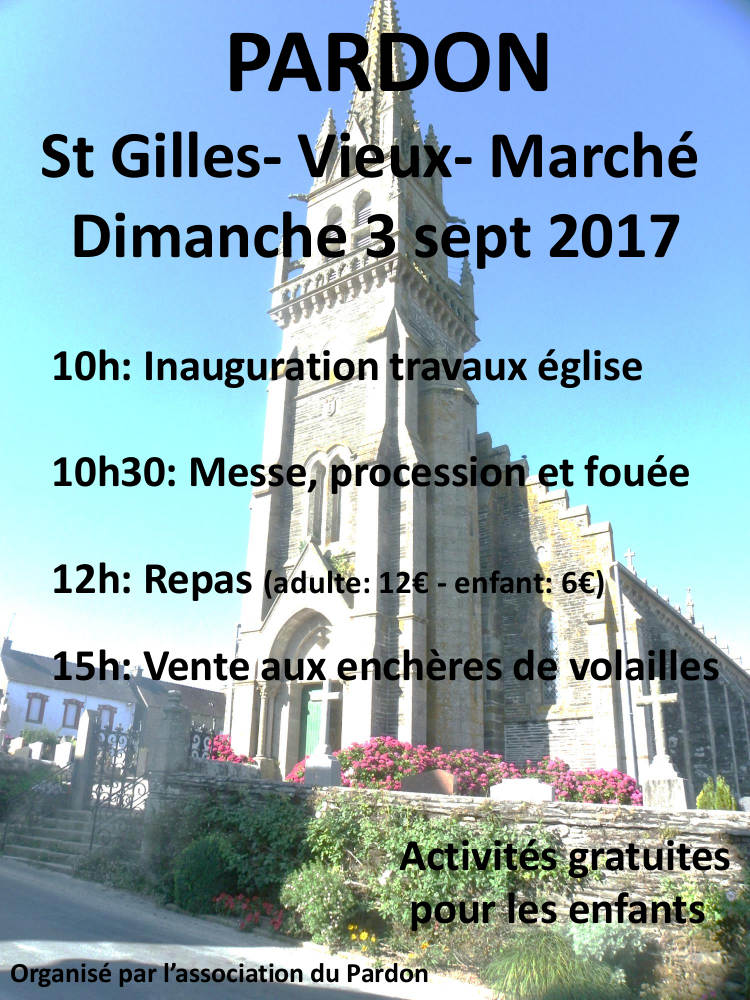 PARDON
St Gilles- Vieux- Marché
Dimanche 3 sept 2017
10h: Inauguration travaux église
10h30: Messe, procession et fouée
12h: Repas (adulte: 12€ - enfant: 6€)
15h: Vente aux enchères de volailles
Activités gratuites
pour les enfants
Organisé par l'association du Pardon